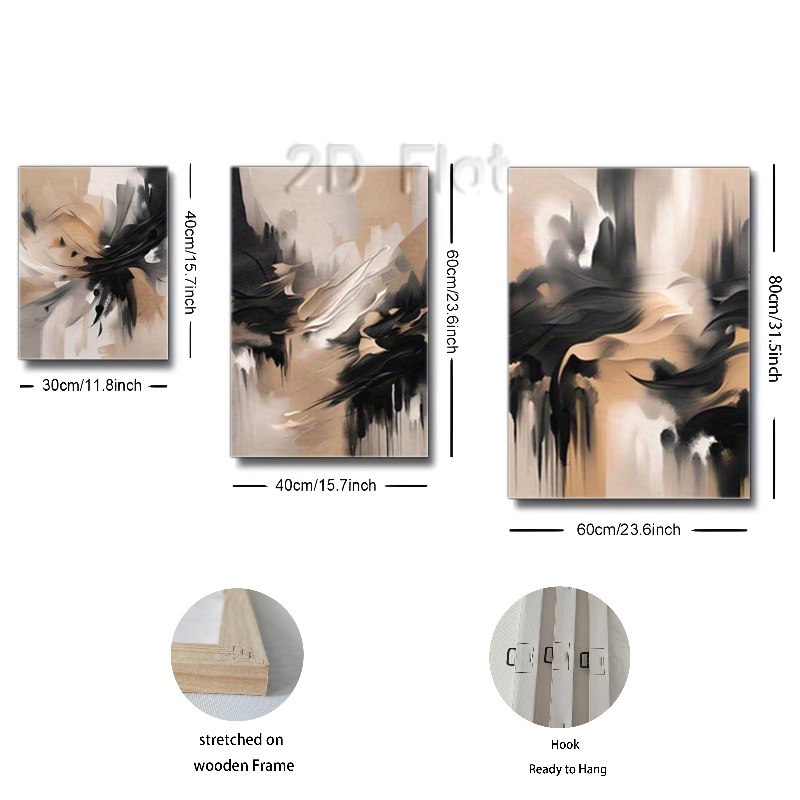 2D Flat
40cm/15.7inch
30cm/11.8inch
60cm/23.6inch
40cm/15.7inch
80cm/31.5inch
60cm/23.6inch
stretched on
wooden Frame
Hook
Ready to Hang